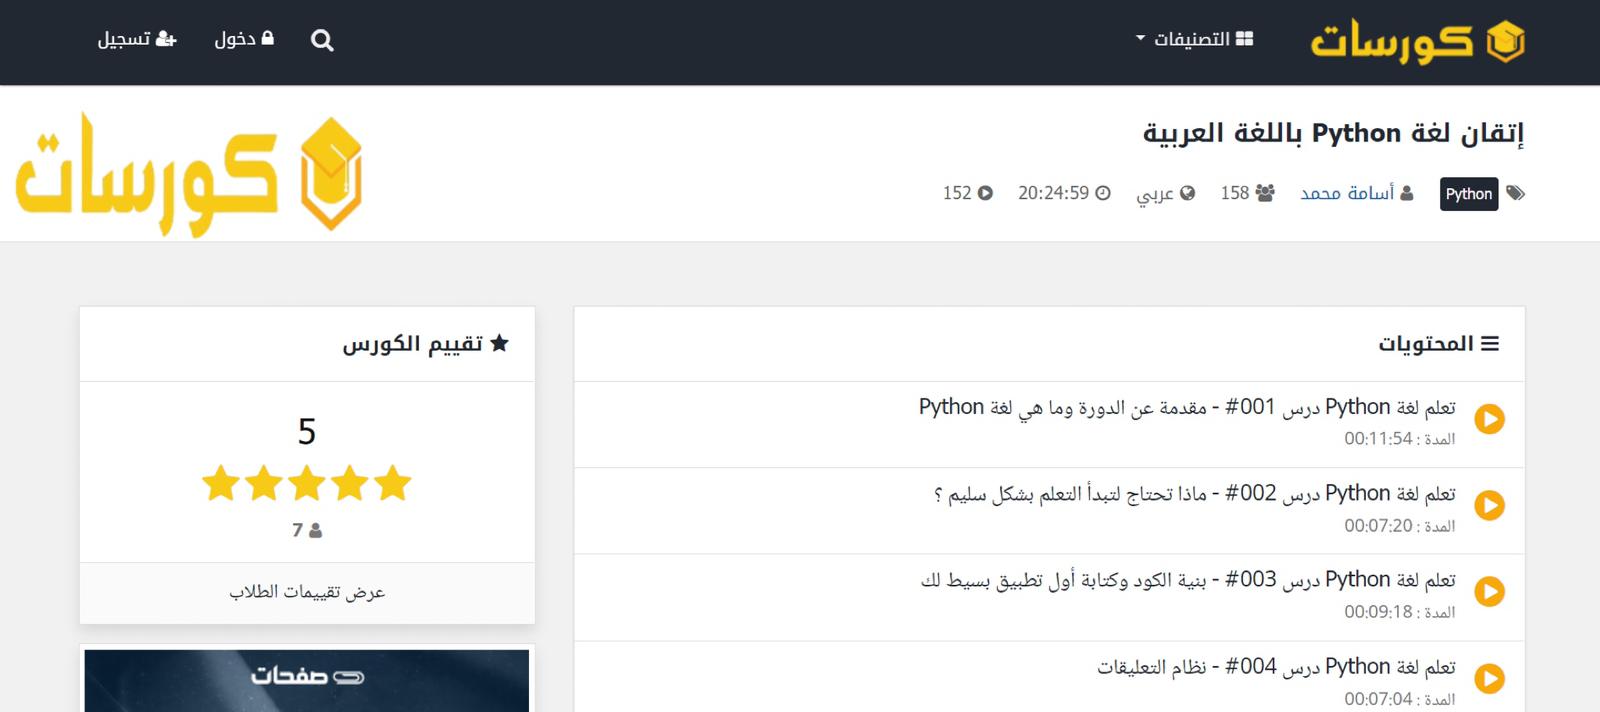 كورسات
التصنيفات
دخول
تسجيل
إتقان لغة Python باللغة العربية
Python أسامة محمد 158 عربي 20:24:59 152
كورسات
المحتويات
تعلم لغة Python درس 001# - مقدمة عن الدورة وما هي لغة Python
المدة : 00:11:54
تعلم لغة Python درس 002# - ماذا تحتاج لتبدأ التعلم بشكل سليم ؟
المدة : 00:07:20
تعلم لغة Python درس 003# - بنية الكود وكتابة أول تطبيق بسيط لك
المدة : 00:09:18
تعلم لغة Python درس 004# - نظام التعليقات
المدة : 00:07:04
تقييم الكورس
5
7
عرض تقييمات الطلاب
صفحات